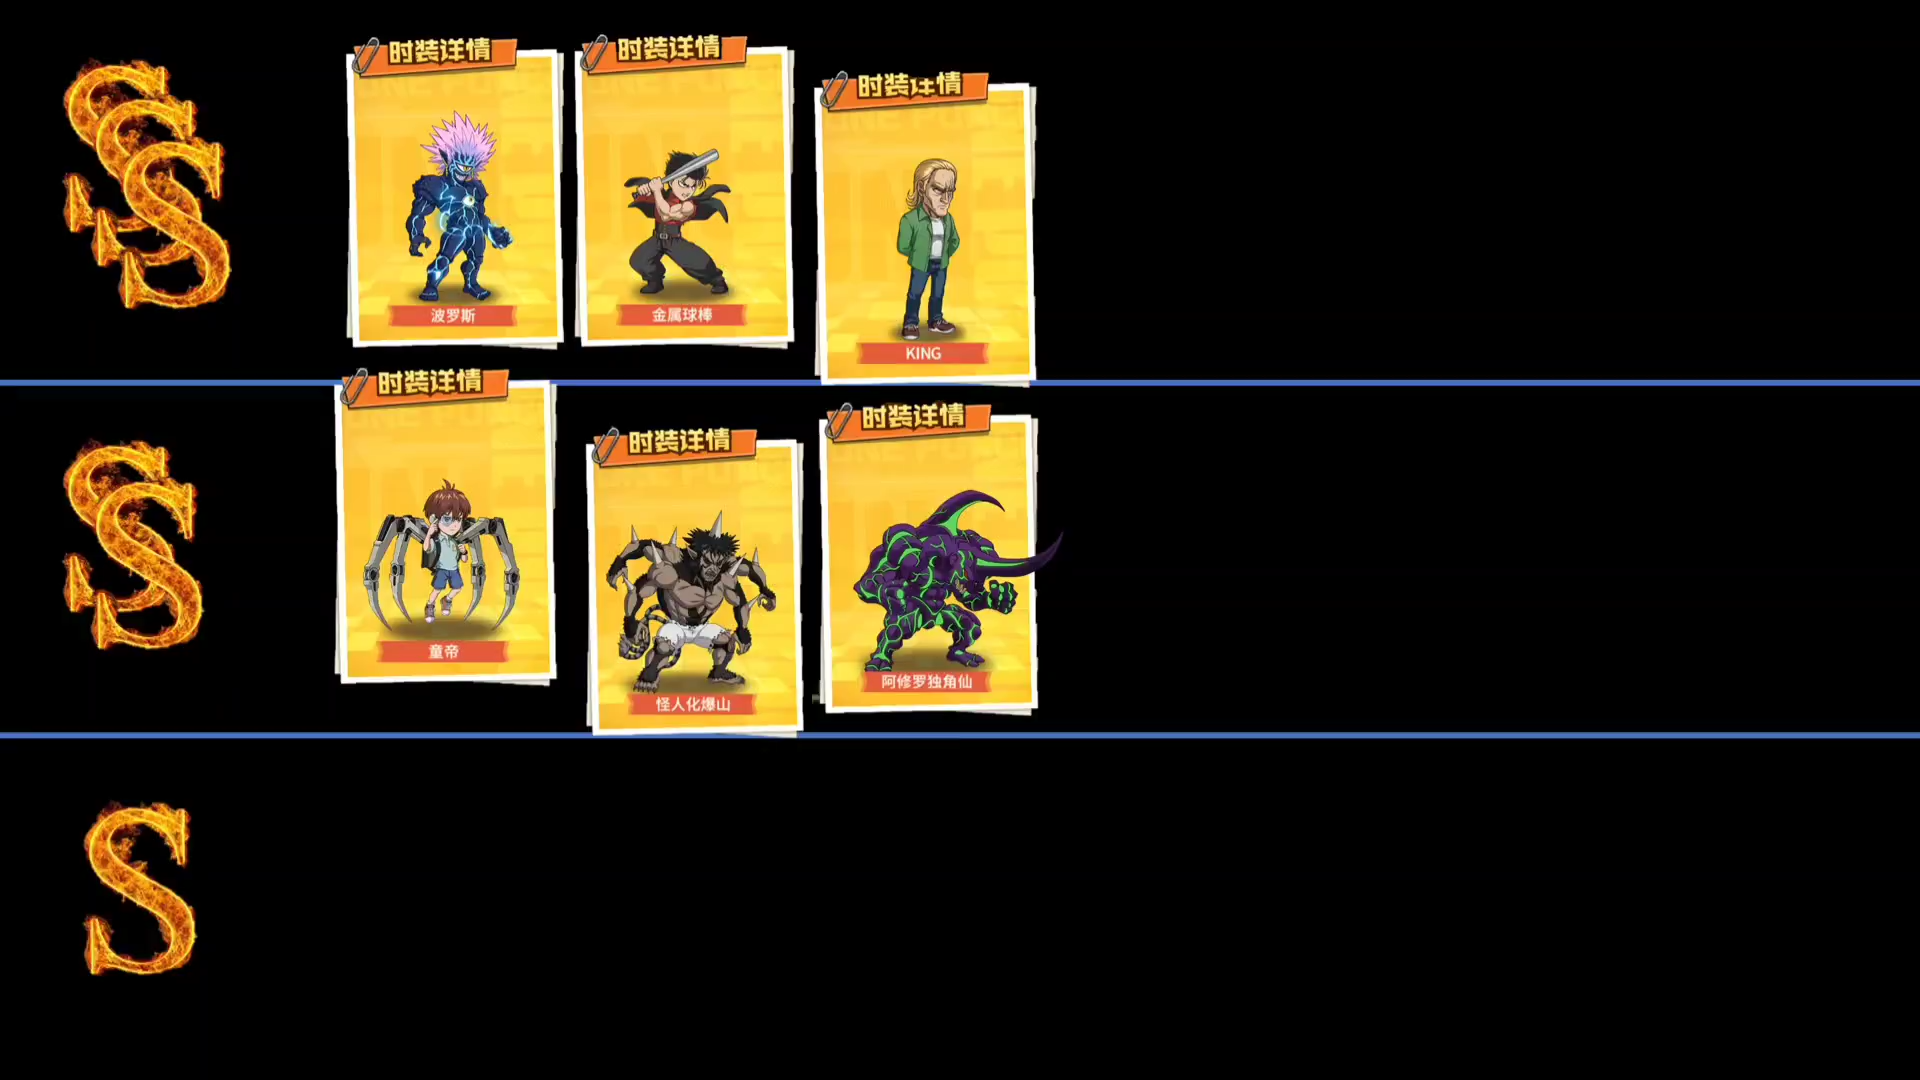 SSS
时装详情
波罗斯
时装详情
金属球棒
时装详情
KING
SS
时装详情
童帝
时装详情
怪人化爆山
时装详情
阿修罗独角仙
S